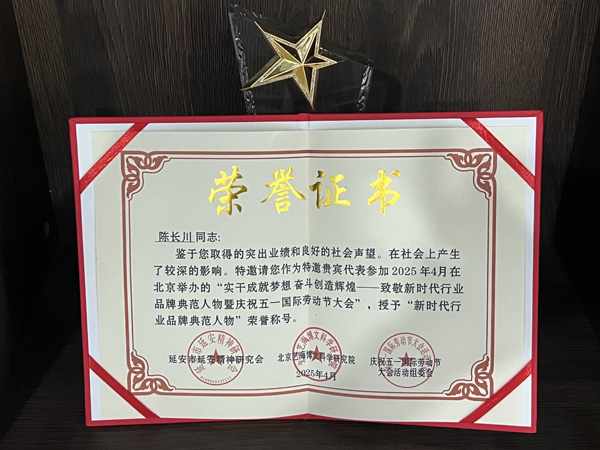 荣誉证书
陈长川同志:
鉴于您取得的突出业绩和良好的社会声望。在社会上产生
了较深的影响。特邀请您作为特邀贵宾代表参加2025年4月在
北京举办的“实干成就梦想 奋斗创造辉煌——致敬新时代行业
品牌典范人物暨庆祝五一国际劳动节大会”，授予“新时代行
业品牌典范人物”荣誉称号。
延安市延安精神研究会 北京艺海博文科学研究院 庆祝五一国际劳动节
大会活动组委会
2025年4月